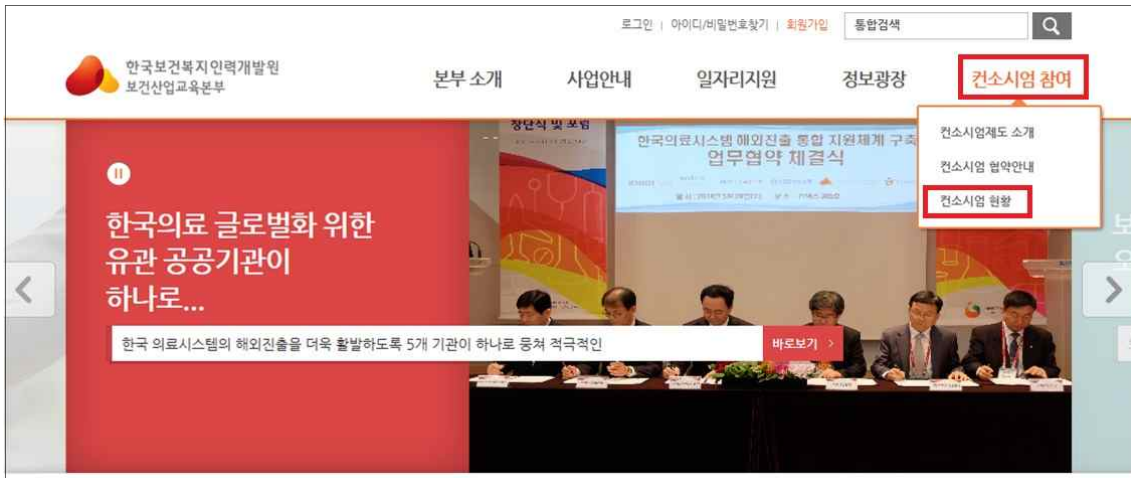 로그인 | 아이디/비밀번호찾기 | 회원가입 통합검색
한국보건복지인력개발원
보건산업교육본부
본부 소개 사업안내 일자리지원 정보광장 컨소시엄 참여
컨소시엄제도 소개
컨소시엄 협약안내
컨소시엄 현황
창단식 및 포럼
한국의료시스템 해외진출 통합 지원체계 구축
업무협약 체결식
한국의료 글로벌화 위한
유관 공공기관이
하나로...
한국 의료시스템의 해외진출을 더욱 활발하도록 5개 기관이 하나로 뭉쳐 적극적인
바로보기 >